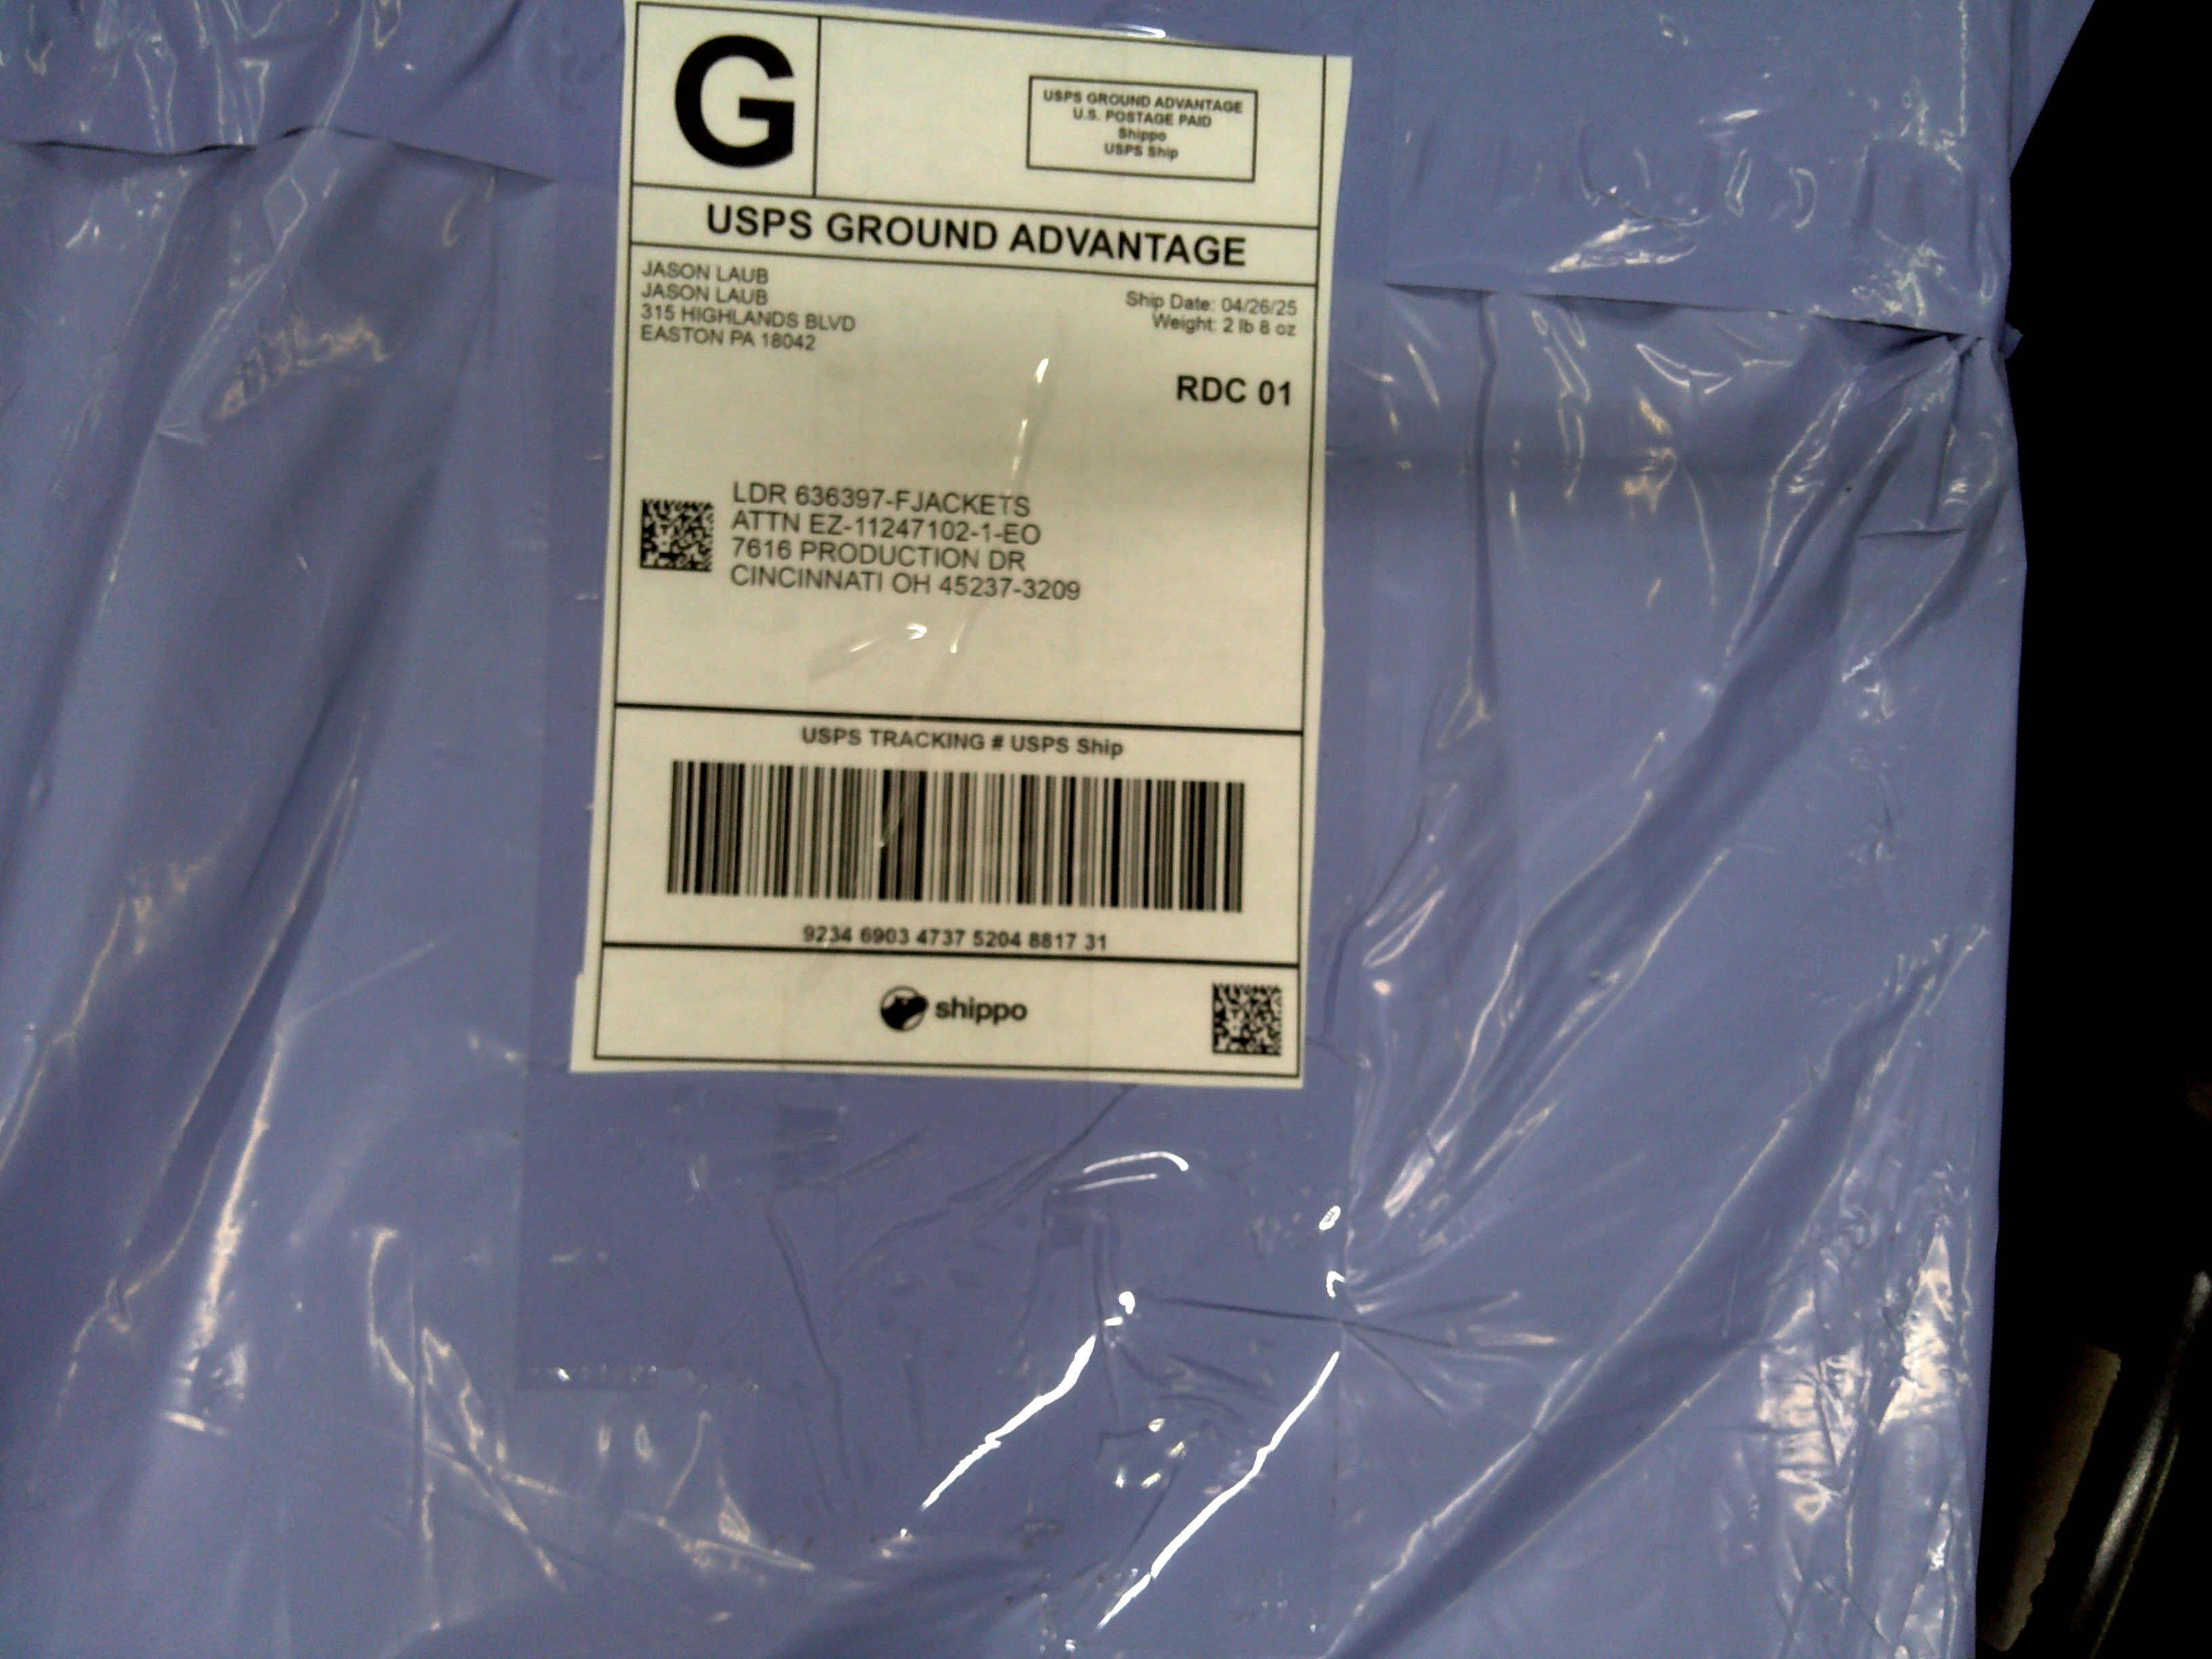 G
USPS GROUND ADVANTAGE
U.S. POSTAGE PAID
Shippo
USPS Ship
USPS GROUND ADVANTAGE
JASON LAUB
JASON LAUB
315 HIGHLANDS BLVD
EASTON PA 18042
Ship Date: 04/26/25
Weight: 2 lb 8 oz
RDC 01
LDR 636397-FJACKETS
ATTN EZ-11247102-1-EO
7616 PRODUCTION DR
CINCINNATI OH 45237-3209
USPS TRACKING # USPS Ship
9234 6903 4737 5204 8817 31
shippo